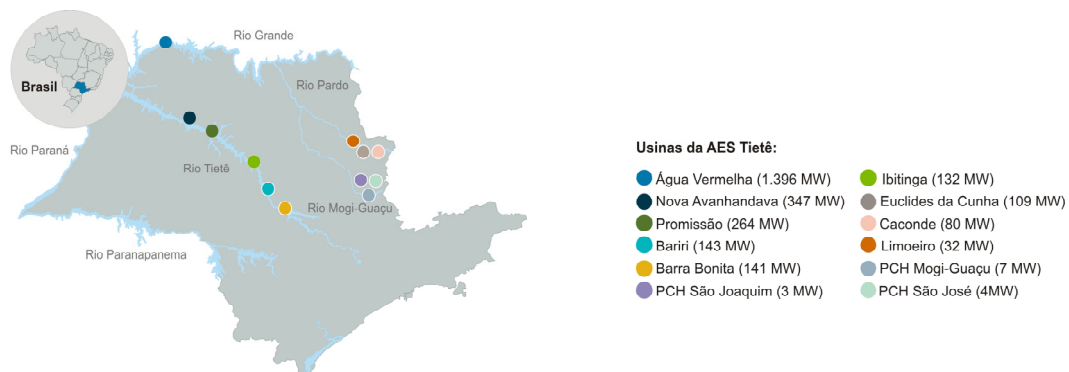 Rio Grande
Brasil
Rio Pardo
Rio Paraná
Rio Tietê
Rio Mogi-Guaçu
Rio Paranapanema
Usinas da AES Tietê:
Água Vermelha (1.396 MW)
Nova Avanhandava (347 MW)
Promissão (264 MW)
Bariri (143 MW)
Barra Bonita (141 MW)
PCH São Joaquim (3 MW)
Ibitinga (132 MW)
Euclides da Cunha (109 MW)
Caconde (80 MW)
Limoeiro (32 MW)
PCH Mogi-Guaçu (7 MW)
PCH São José (4MW)